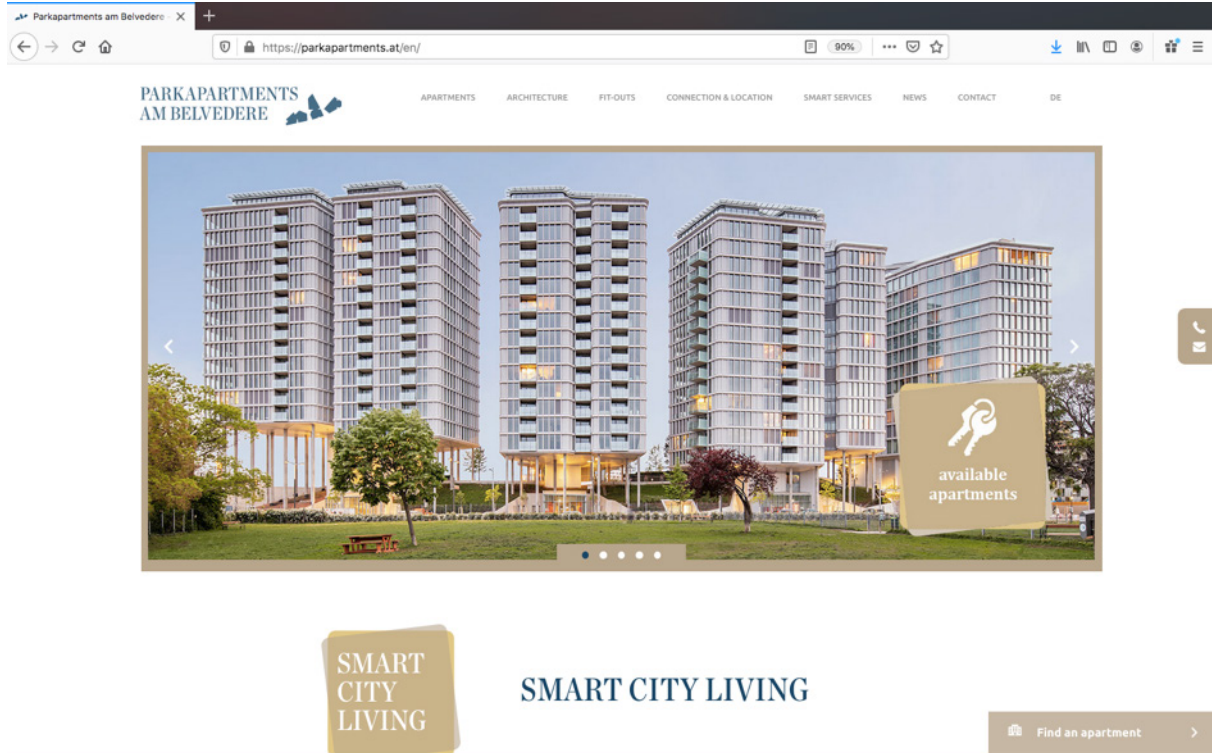 Parkapartments am Belvedere -
https://parkapartments.at/en/
90%
PARKAPARTMENTS
AM BELVEDERE
APARTMENTS
ARCHITECTURE
FIT-OUTS
CONNECTION & LOCATION
SMART SERVICES
NEWS
CONTACT
DE
available
apartments
SMART
CITY
LIVING
SMART CITY LIVING
Find an apartment